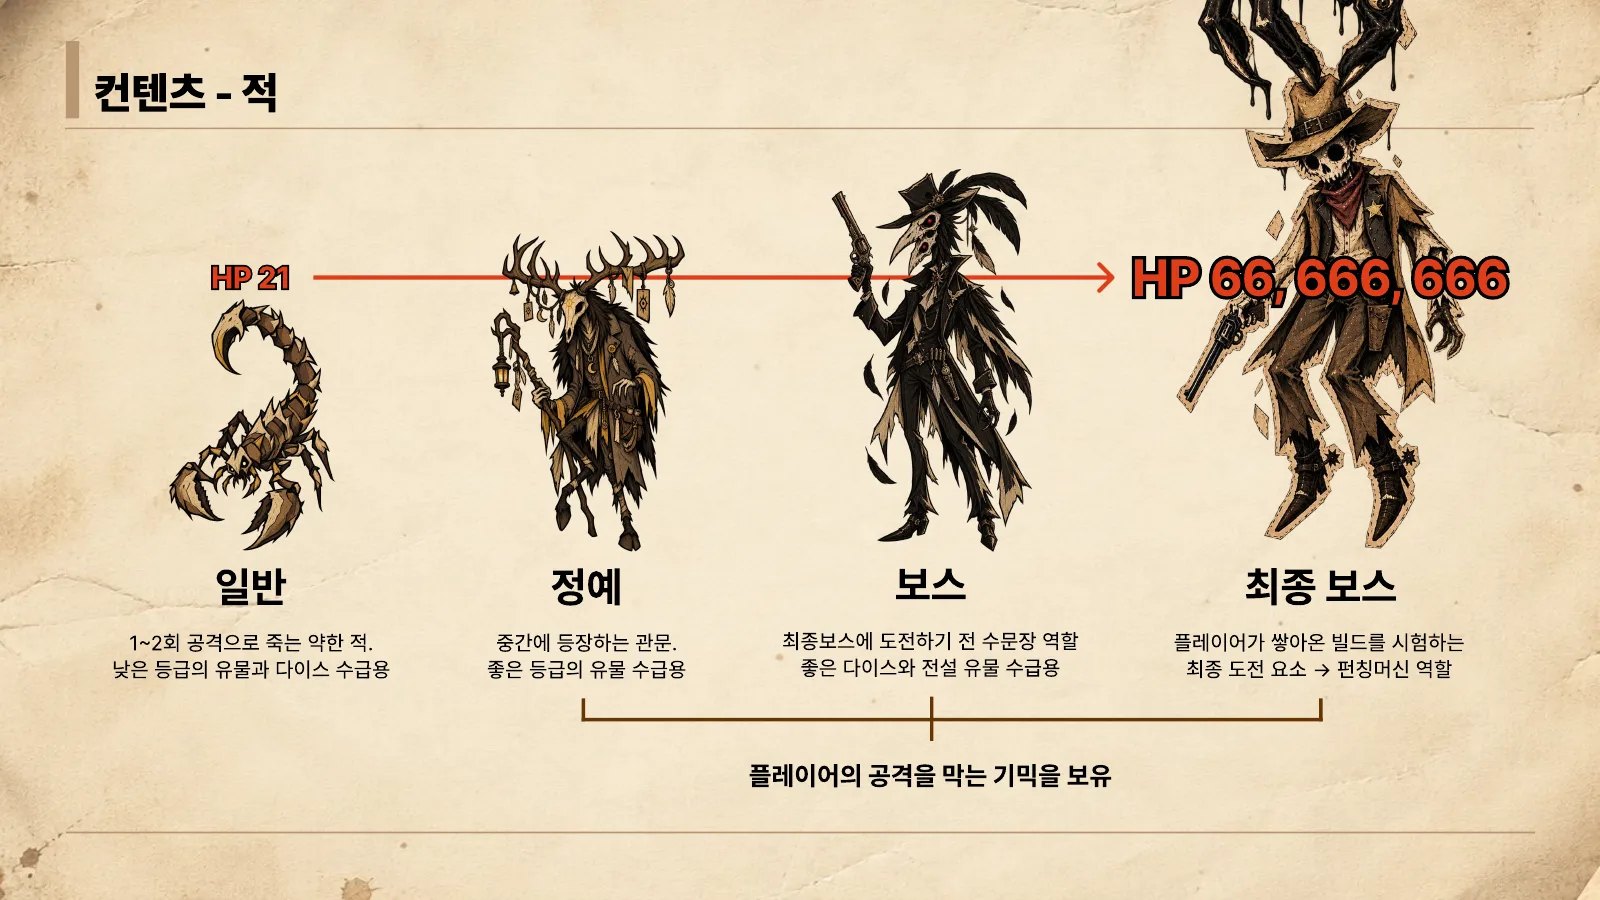 컨텐츠 - 적
HP 21
HP 66,666,666
일반
1~2회 공격으로 죽는 약한 적.
낮은 등급의 유물과 다이스 수급용
정예
중간에 등장하는 관문.
좋은 등급의 유물 수급용
보스
최종보스에 도전하기 전 수문장 역할
좋은 다이스와 전설 유물 수급용
최종 보스
플레이어가 쌓아온 빌드를 시험하는
최종 도전 요소 → 펀칭머신 역할
플레이어의 공격을 막는 기믹을 보유